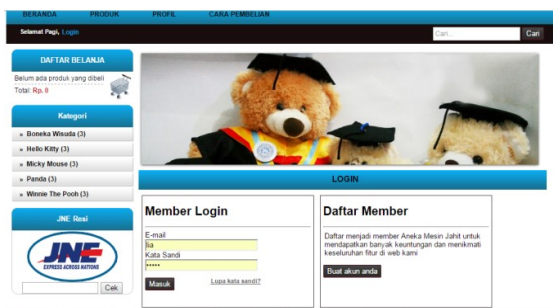 BERANDA PRODUK PROFIL CARA PEMBELIAN
Selamat Pagi, Login
Cari...
Cari
DAFTAR BELANJA
Belum ada produk yang dibeli
Total: Rp. 0
Kategori
» Boneka Wisuda (3)
» Hello Kitty (3)
» Micky Mouse (3)
» Panda (3)
» Winnie The Pooh (3)
JNE Resi
JNE
EXPRESS ACROSS NATIONS
Cek
LOGIN
Member Login
E-mail
lia
Kata Sandi
•••••
Masuk
Lupa kata sandi?
Daftar Member
Daftar menjadi member Aneka Mesin Jahit untuk
mendapatkan banyak keuntungan dan menikmati
keseluruhan fitur di web kami
Buat akun anda